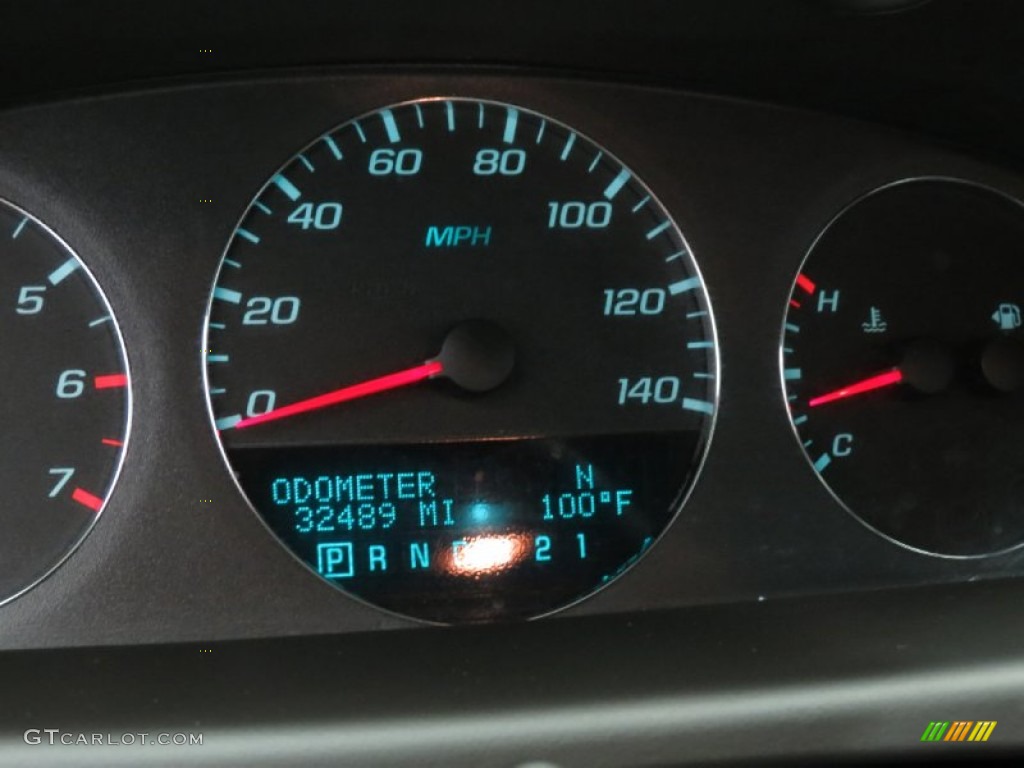 60 80
40 100
MPH
5 20 120 H
6 0 140
C
7 ODOMETER N
32489 MI 100°F
P R N 2 1
GTCARLOT.COM